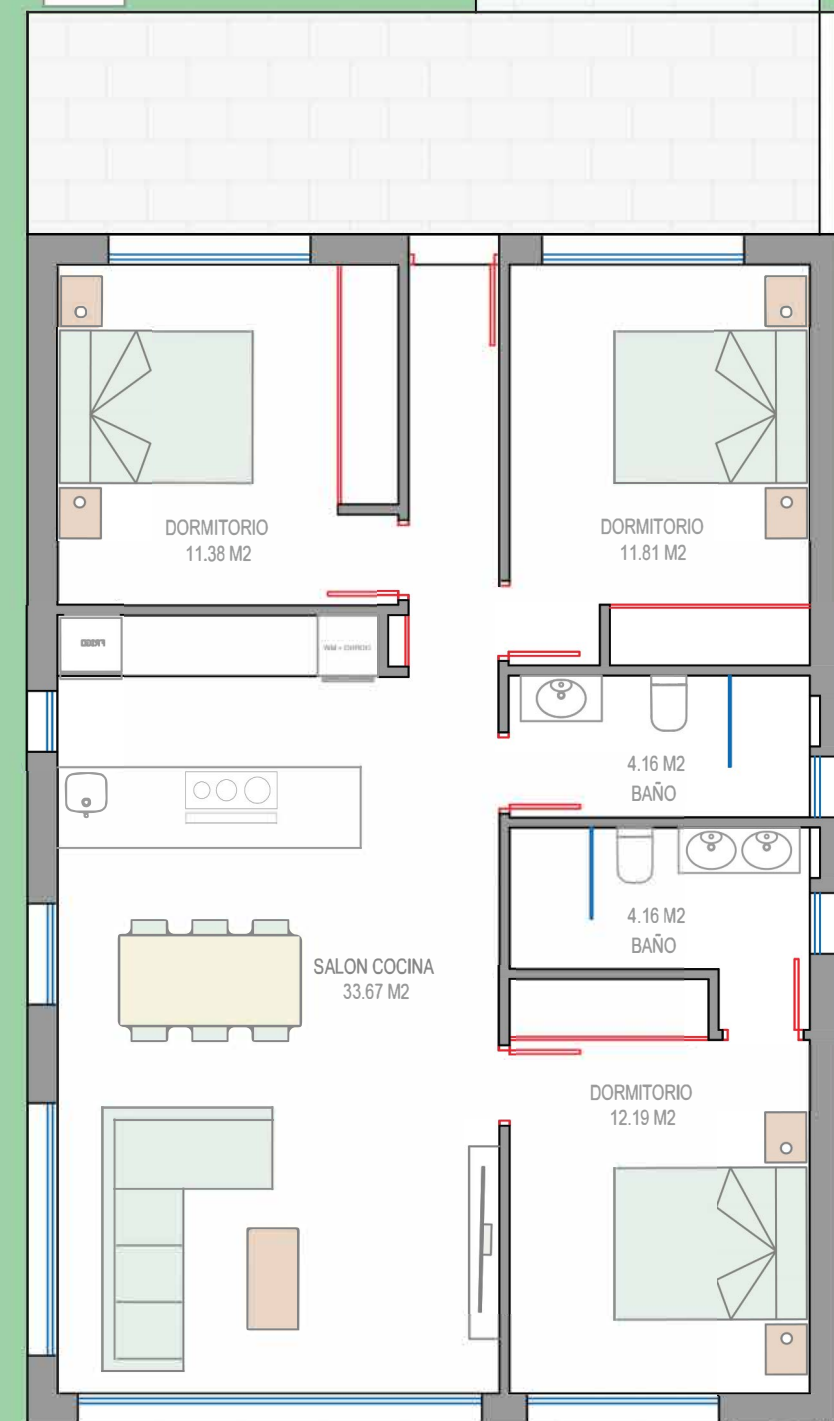 DORMITORIO
11.38 M2
DORMITORIO
11.81 M2
FRIGO
4.16 M2
BAÑO
4.16 M2
BAÑO
SALON COCINA
33.67 M2
DORMITORIO
12.19 M2